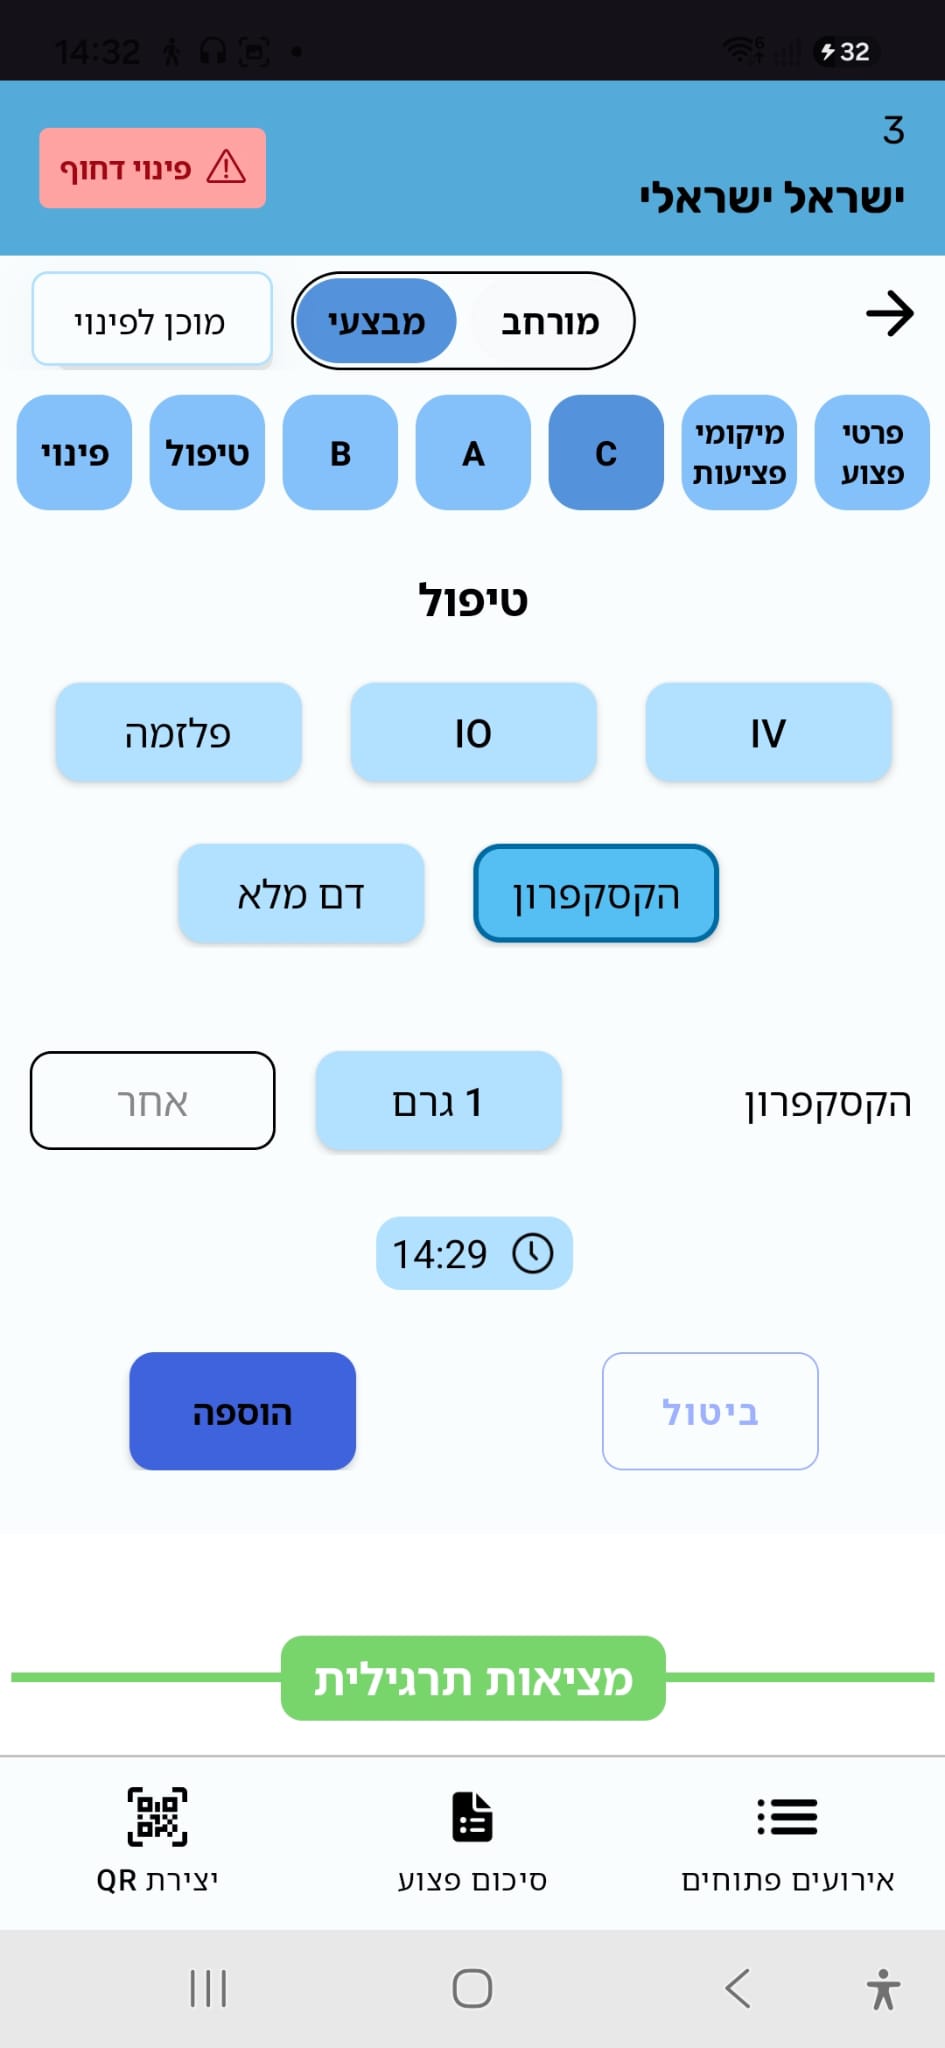 14:32
32
3
ישראל ישראלי
פינוי דחוף
מורחב
מבצעי
מוכן לפינוי
פרטי פצוע
מיקומי פציעות
C
A
B
טיפול
פינוי
טיפול
IV
IO
פלזמה
הקסקפרון
דם מלא
הקסקפרון
1 גרם
אחר
14:29
ביטול
הוספה
מציאות תרגילית
אירועים פתוחים
סיכום פצוע
יצירת QR